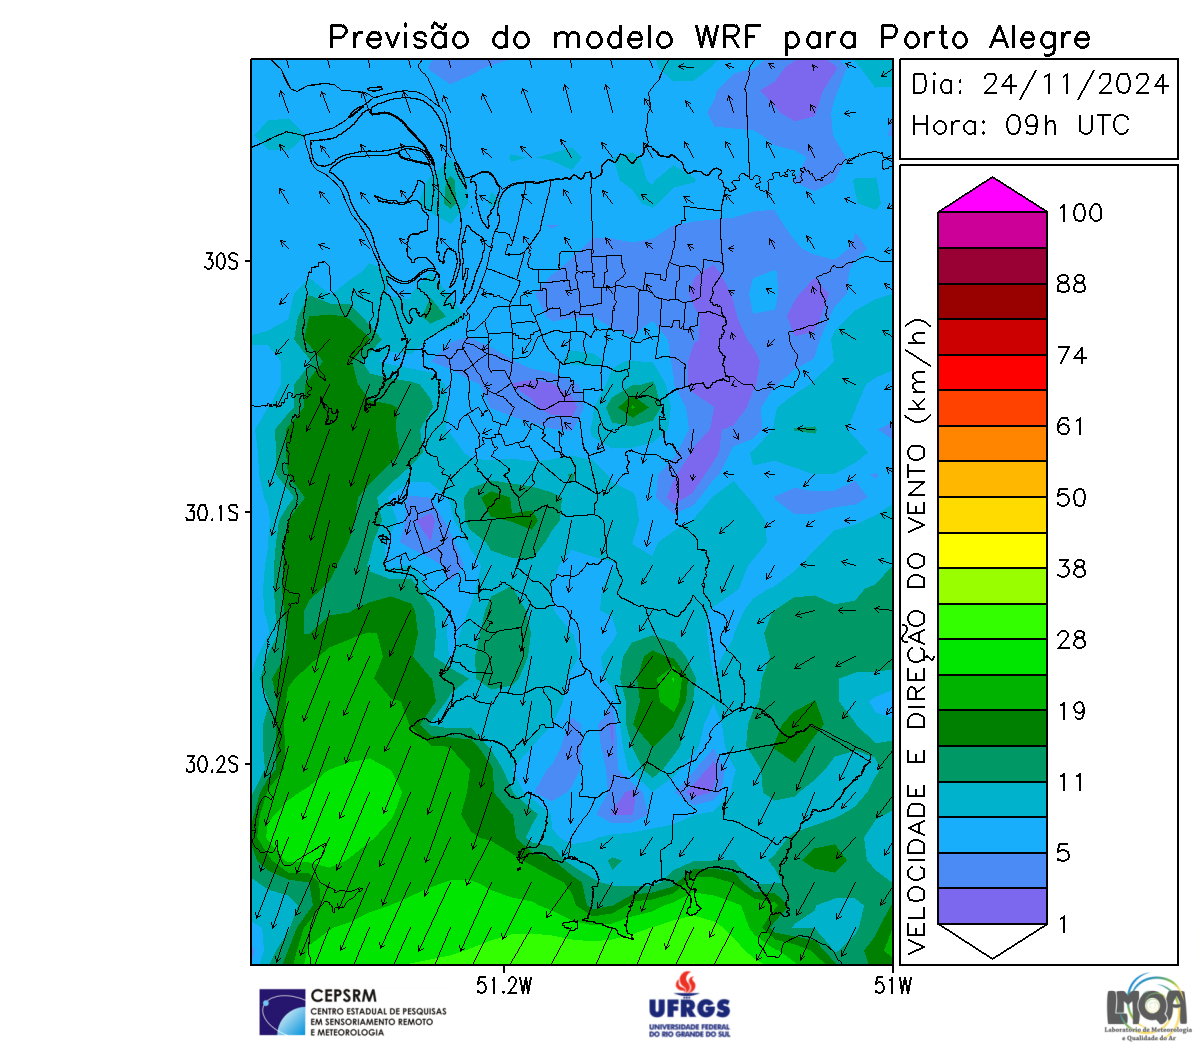 Previsão do modelo WRF para Porto Alegre
Dia: 24/11/2024
Hora: 09h UTC
30S
30.1S
30.2S
51.2W
51W
VELOCIDADE E DIREÇÃO DO VENTO (km/h)
100
88
74
61
50
38
28
19
11
5
1
CEPSRM
CENTRO ESTADUAL DE PESQUISAS
EM SENSORIAMENTO REMOTO
E METEOROLOGIA
UFRGS
UNIVERSIDADE FEDERAL
DO RIO GRANDE DO SUL
LMQA
Laboratório de Meteorologia
e Qualidade do Ar